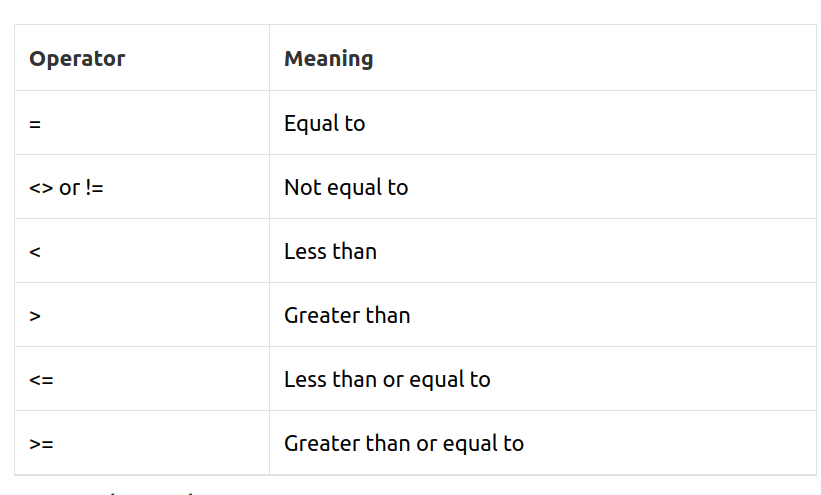 Operator Meaning
= Equal to
<> or != Not equal to
< Less than
> Greater than
<= Less than or equal to
>= Greater than or equal to